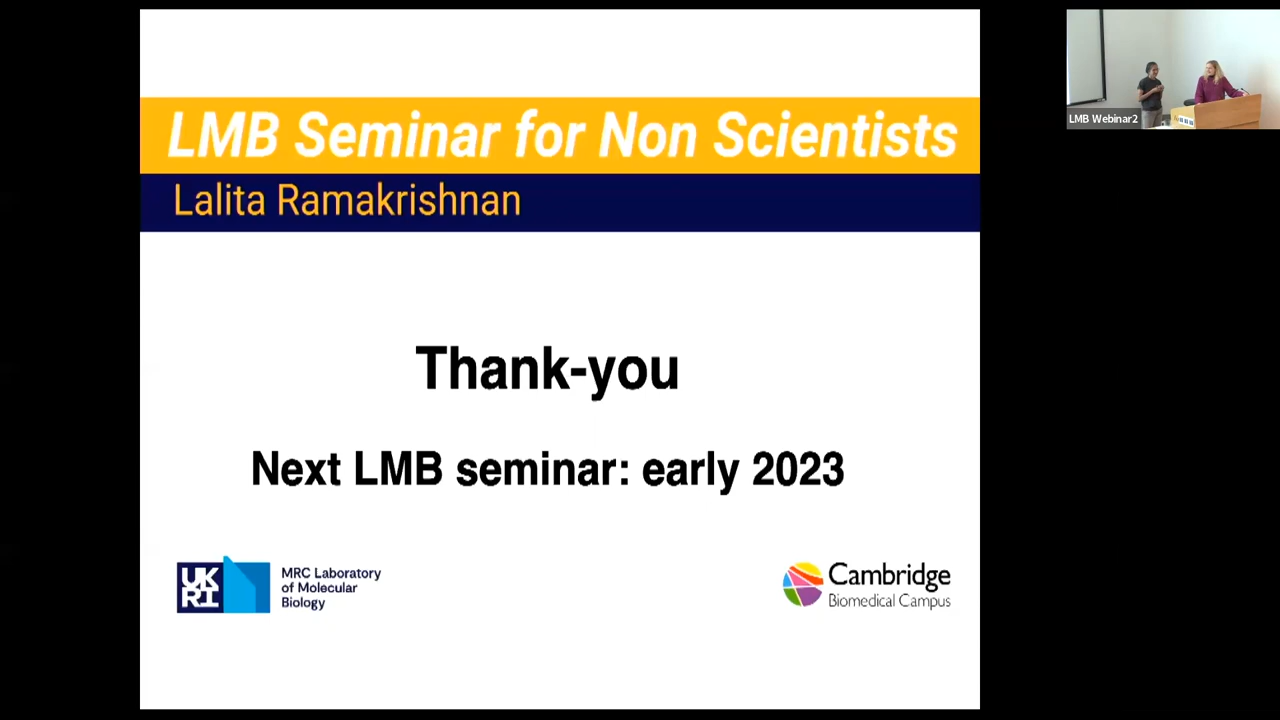 LMB Seminar for Non Scientists
Lalita Ramakrishnan
Thank-you
Next LMB seminar: early 2023
UK
RI
MRC Laboratory
of Molecular
Biology
Cambridge
Biomedical Campus
LMB Webinar2